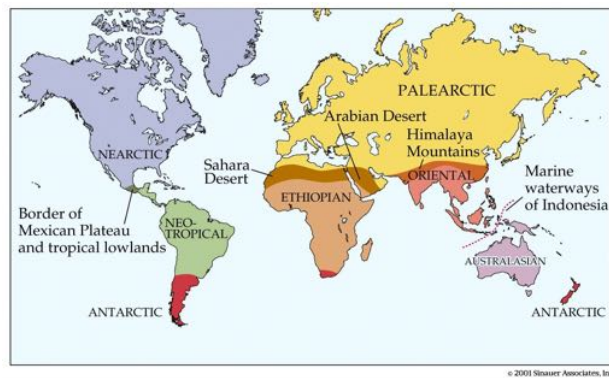 PALEARCTIC
Arabian Desert
Himalaya
Mountains
NEARCTIC
Sahara
Desert
ORIENTAL
Marine
waterways
of Indonesia
ETHIOPIAN
Border of
Mexican Plateau
and tropical lowlands
NEO-
TROPICAL
AUSTRALASIAN
ANTARCTIC
ANTARCTIC
© 2001 Sinauer Associates, In